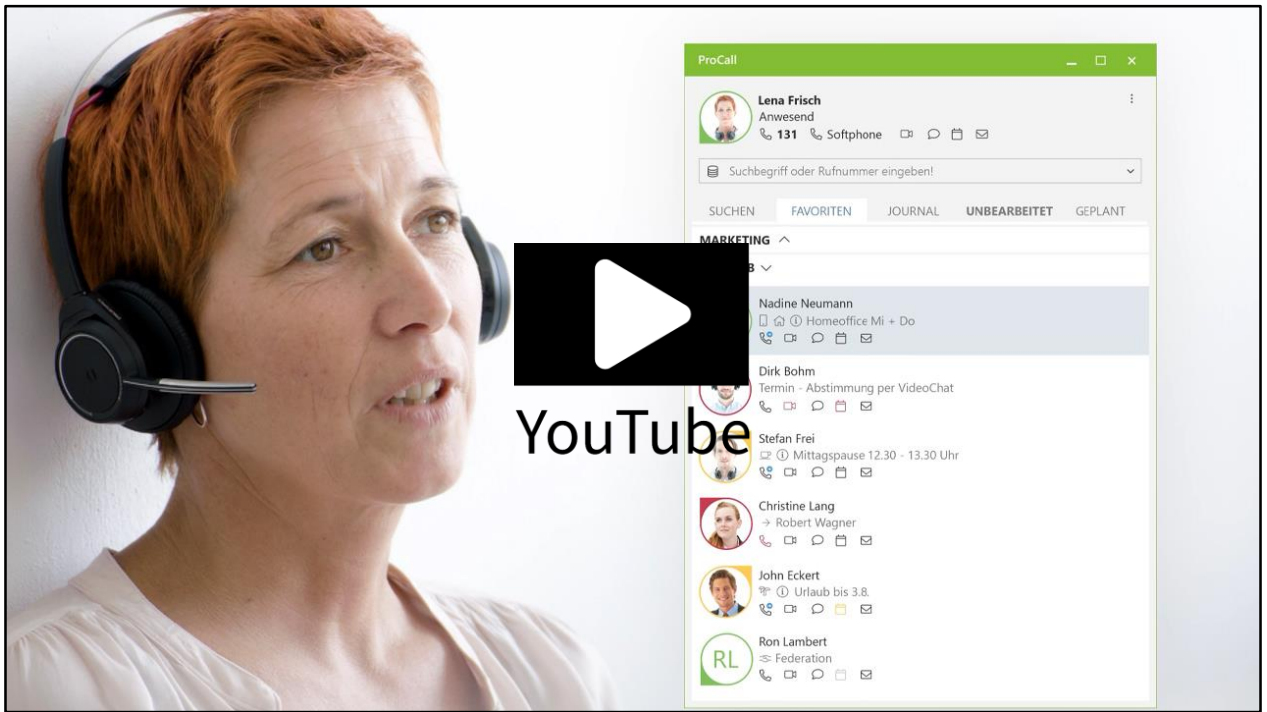 ProCall
Lena Frisch
Anwesend
131 Softphone
Suchbegriff oder Rufnummer eingeben!
SUCHEN FAVORITEN JOURNAL UNBEARBEITET GEPLANT
MARKETING
Nadine Neumann
Homeoffice Mi + Do
Dirk Bohm
Termin - Abstimmung per VideoChat
YouTube
Stefan Frei
Mittagspause 12.30 - 13.30 Uhr
Christine Lang
→ Robert Wagner
John Eckert
Urlaub bis 3.8.
Ron Lambert
RL
Federation